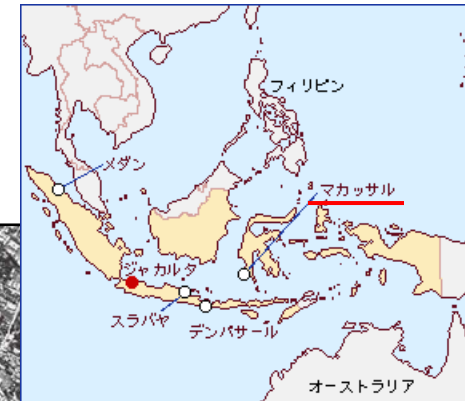 フィリピン
メダン
マカッサル
ジャカルタ
スラバヤ
デンパサール
オーストラリア